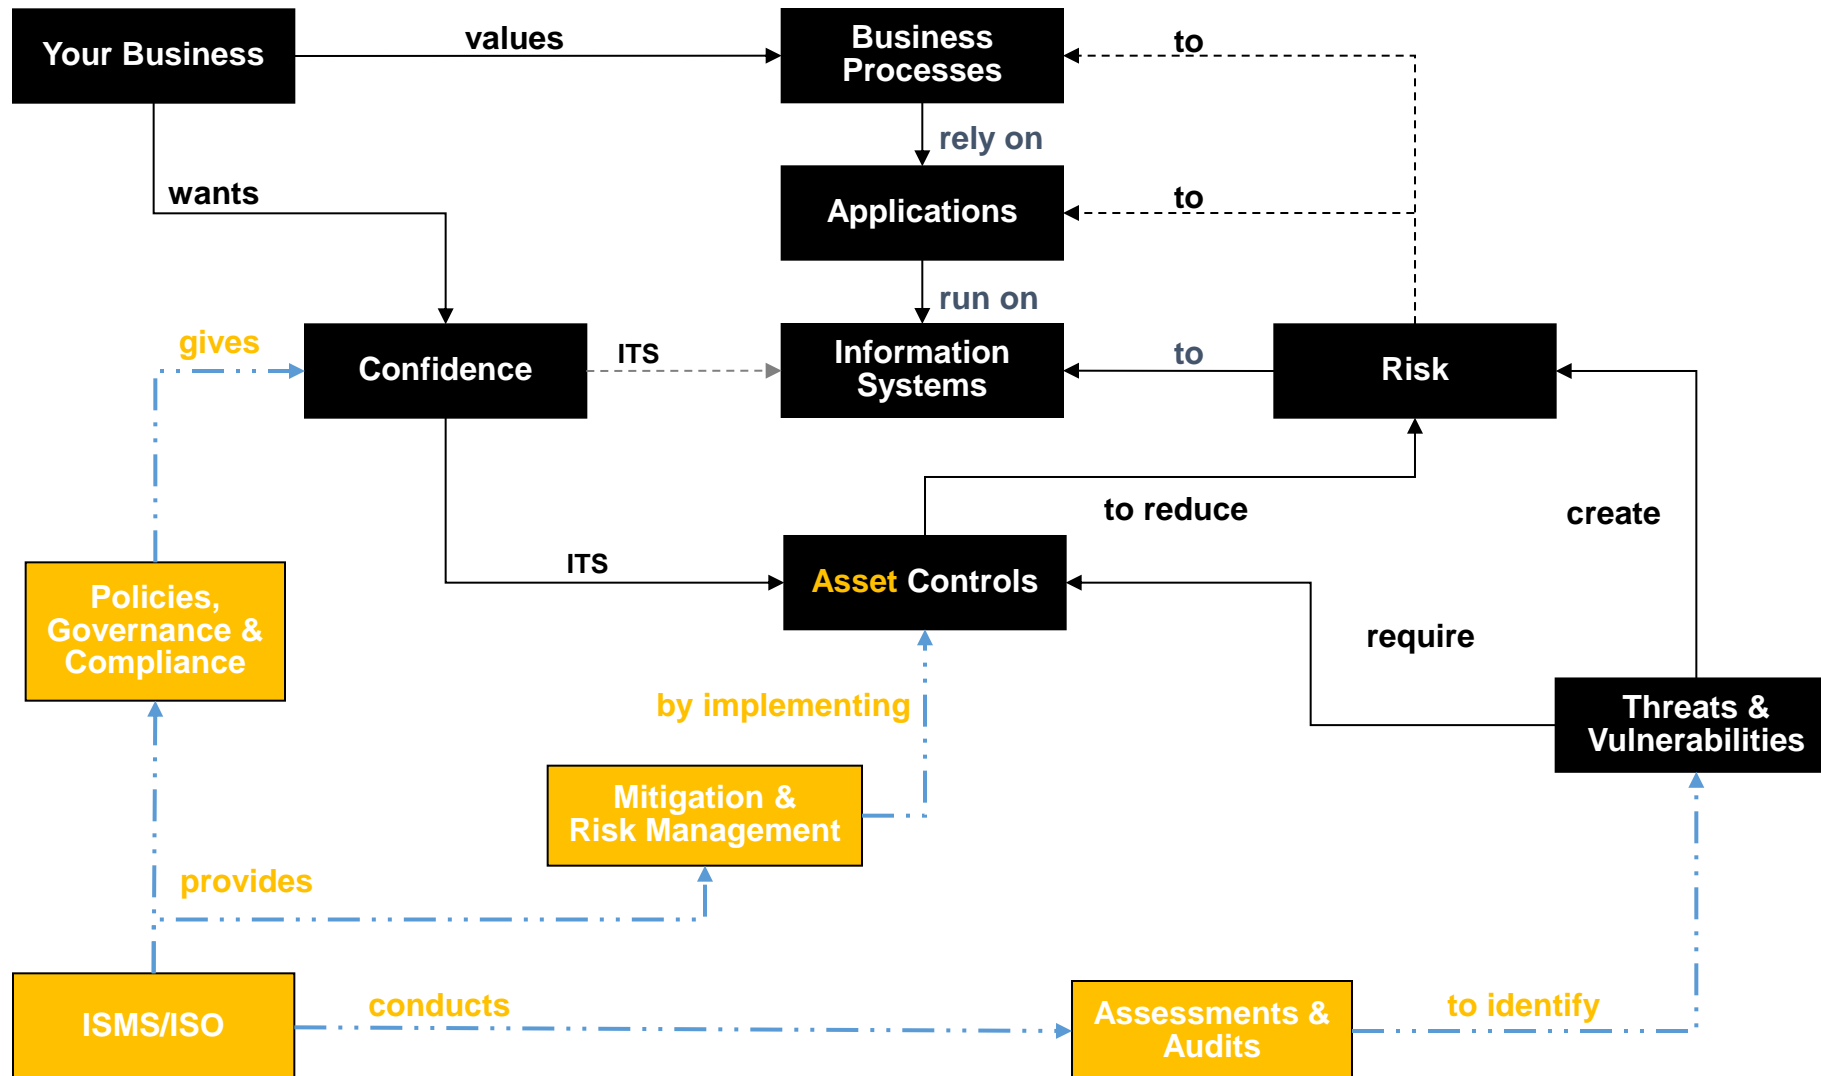 Your Business
values
Business
Processes
to
rely on
wants
Applications
to
run on
gives
Confidence
ITS
Information
Systems
to
Risk
to reduce
create
ITS
Asset Controls
Policies,
Governance &
Compliance
require
by implementing
Threats &
Vulnerabilities
Mitigation &
Risk Management
provides
ISMS/ISO
conducts
Assessments &
Audits
to identify